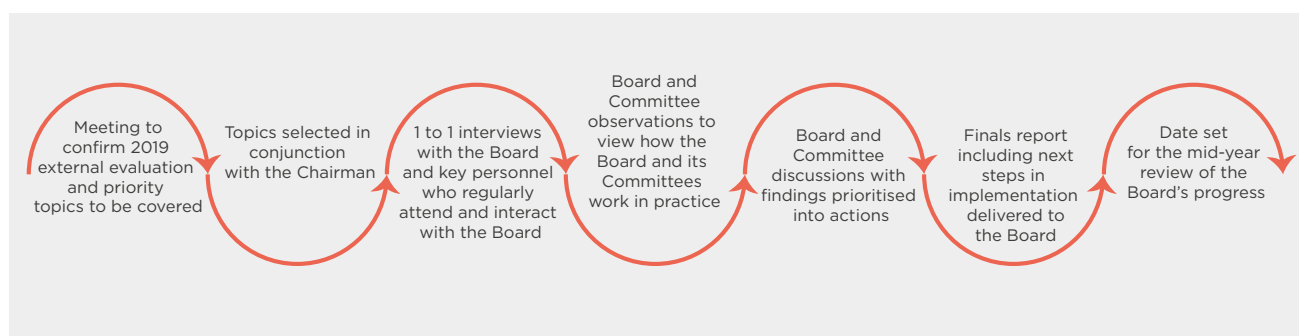 Meeting to
confirm 2019
external evaluation
and priority
topics to be covered
Topics selected in
conjunction
with the Chairman
1 to 1 interviews
with the Board
and key personnel
who regularly
attend and interact
with the Board
Board and
Committee
observations to
view how the
Board and its
Committees
work in practice
Board and
Committee
discussions with
findings prioritised
into actions
Finals report
including next
steps in
implementation
delivered to
the Board
Date set
for the mid-year
review of the
Board's progress